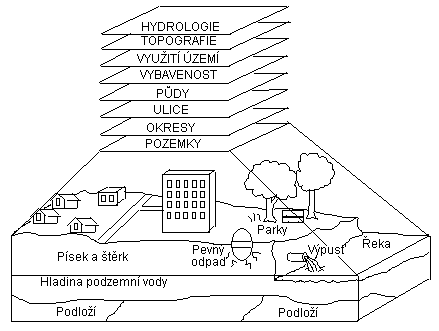 HYDROLOGIE
TOPOGRAFIE
VYUŽITÍ ÚZEMÍ
VYBAVENOST
PŮDY
ULICE
OKRESY
POZEMKY
Parky
Řeka
Písek a štěrk
Pevný
odpad
Výpusť
Hladina podzemní vody
Podloží
Podloží